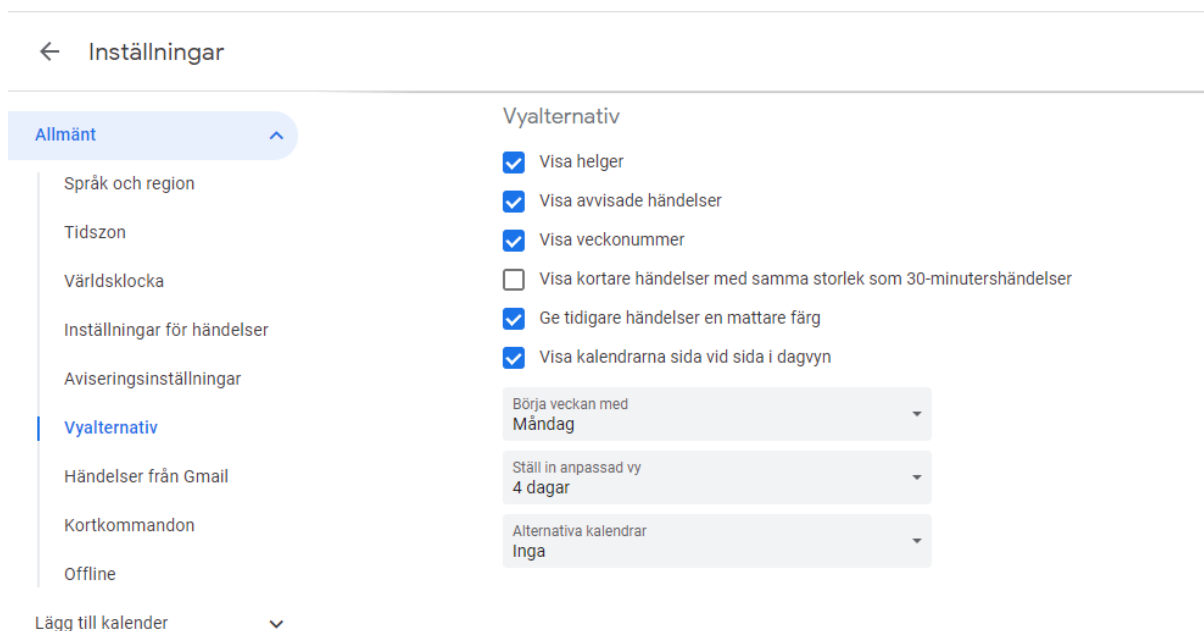 Inställningar
Allmänt
Språk och region
Tidszon
Världsklocka
Inställningar för händelser
Aviseringsinställningar
Vyalternativ
Händelser från Gmail
Kortkommandon
Offline
Lägg till kalender
Vyalternativ
Visa helger
Visa avvisade händelser
Visa veckonummer
Visa kortare händelser med samma storlek som 30-minutershändelser
Ge tidigare händelser en mattare färg
Visa kalendrarna sida vid sida i dagvyn
Börja veckan med
Måndag
Ställ in anpassad vy
4 dagar
Alternativa kalendrar
Inga